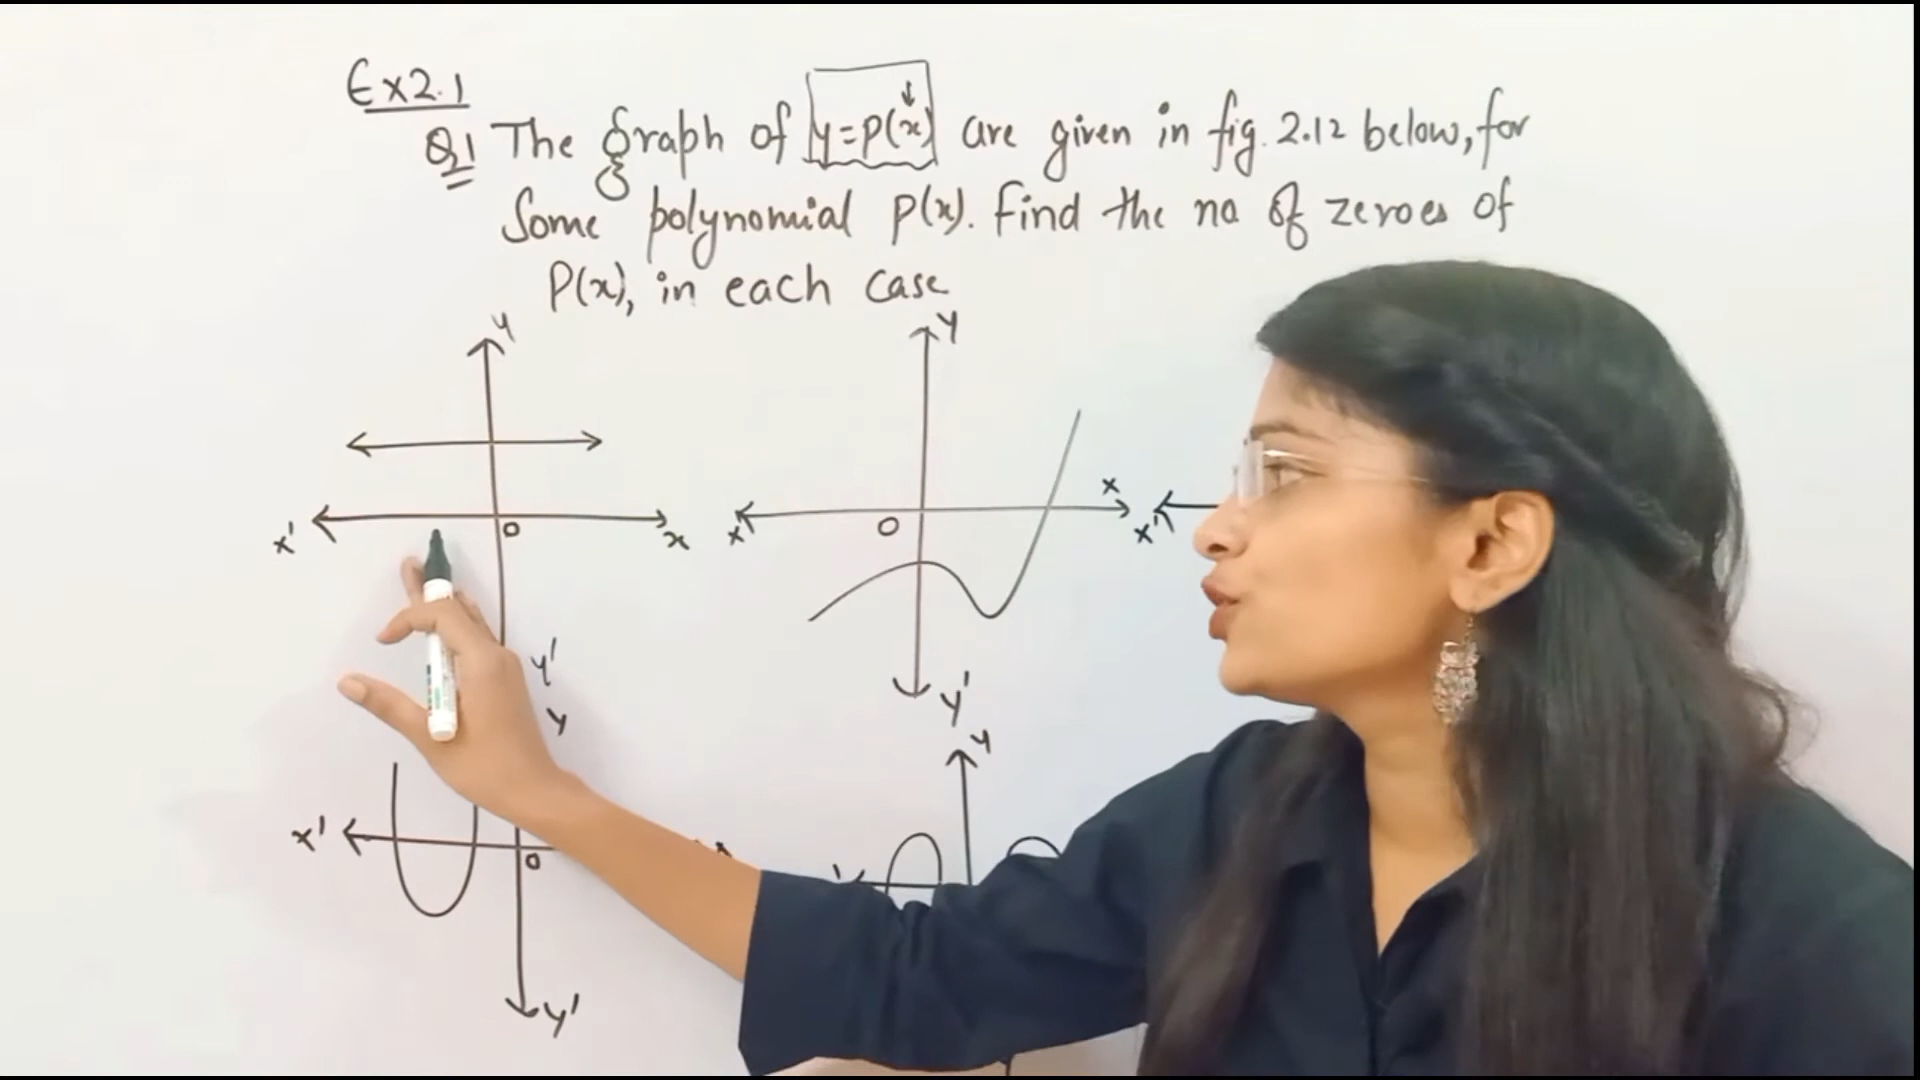 Ex2.1
Q1 The graph of y=P(x) are given in fig. 2.12 below, for
Some polynomial P(x). Find the no of zeroes of
P(x), in each case
y
y
x' o x
x' o x
x'
y'
y'
y
y
x' o
y'